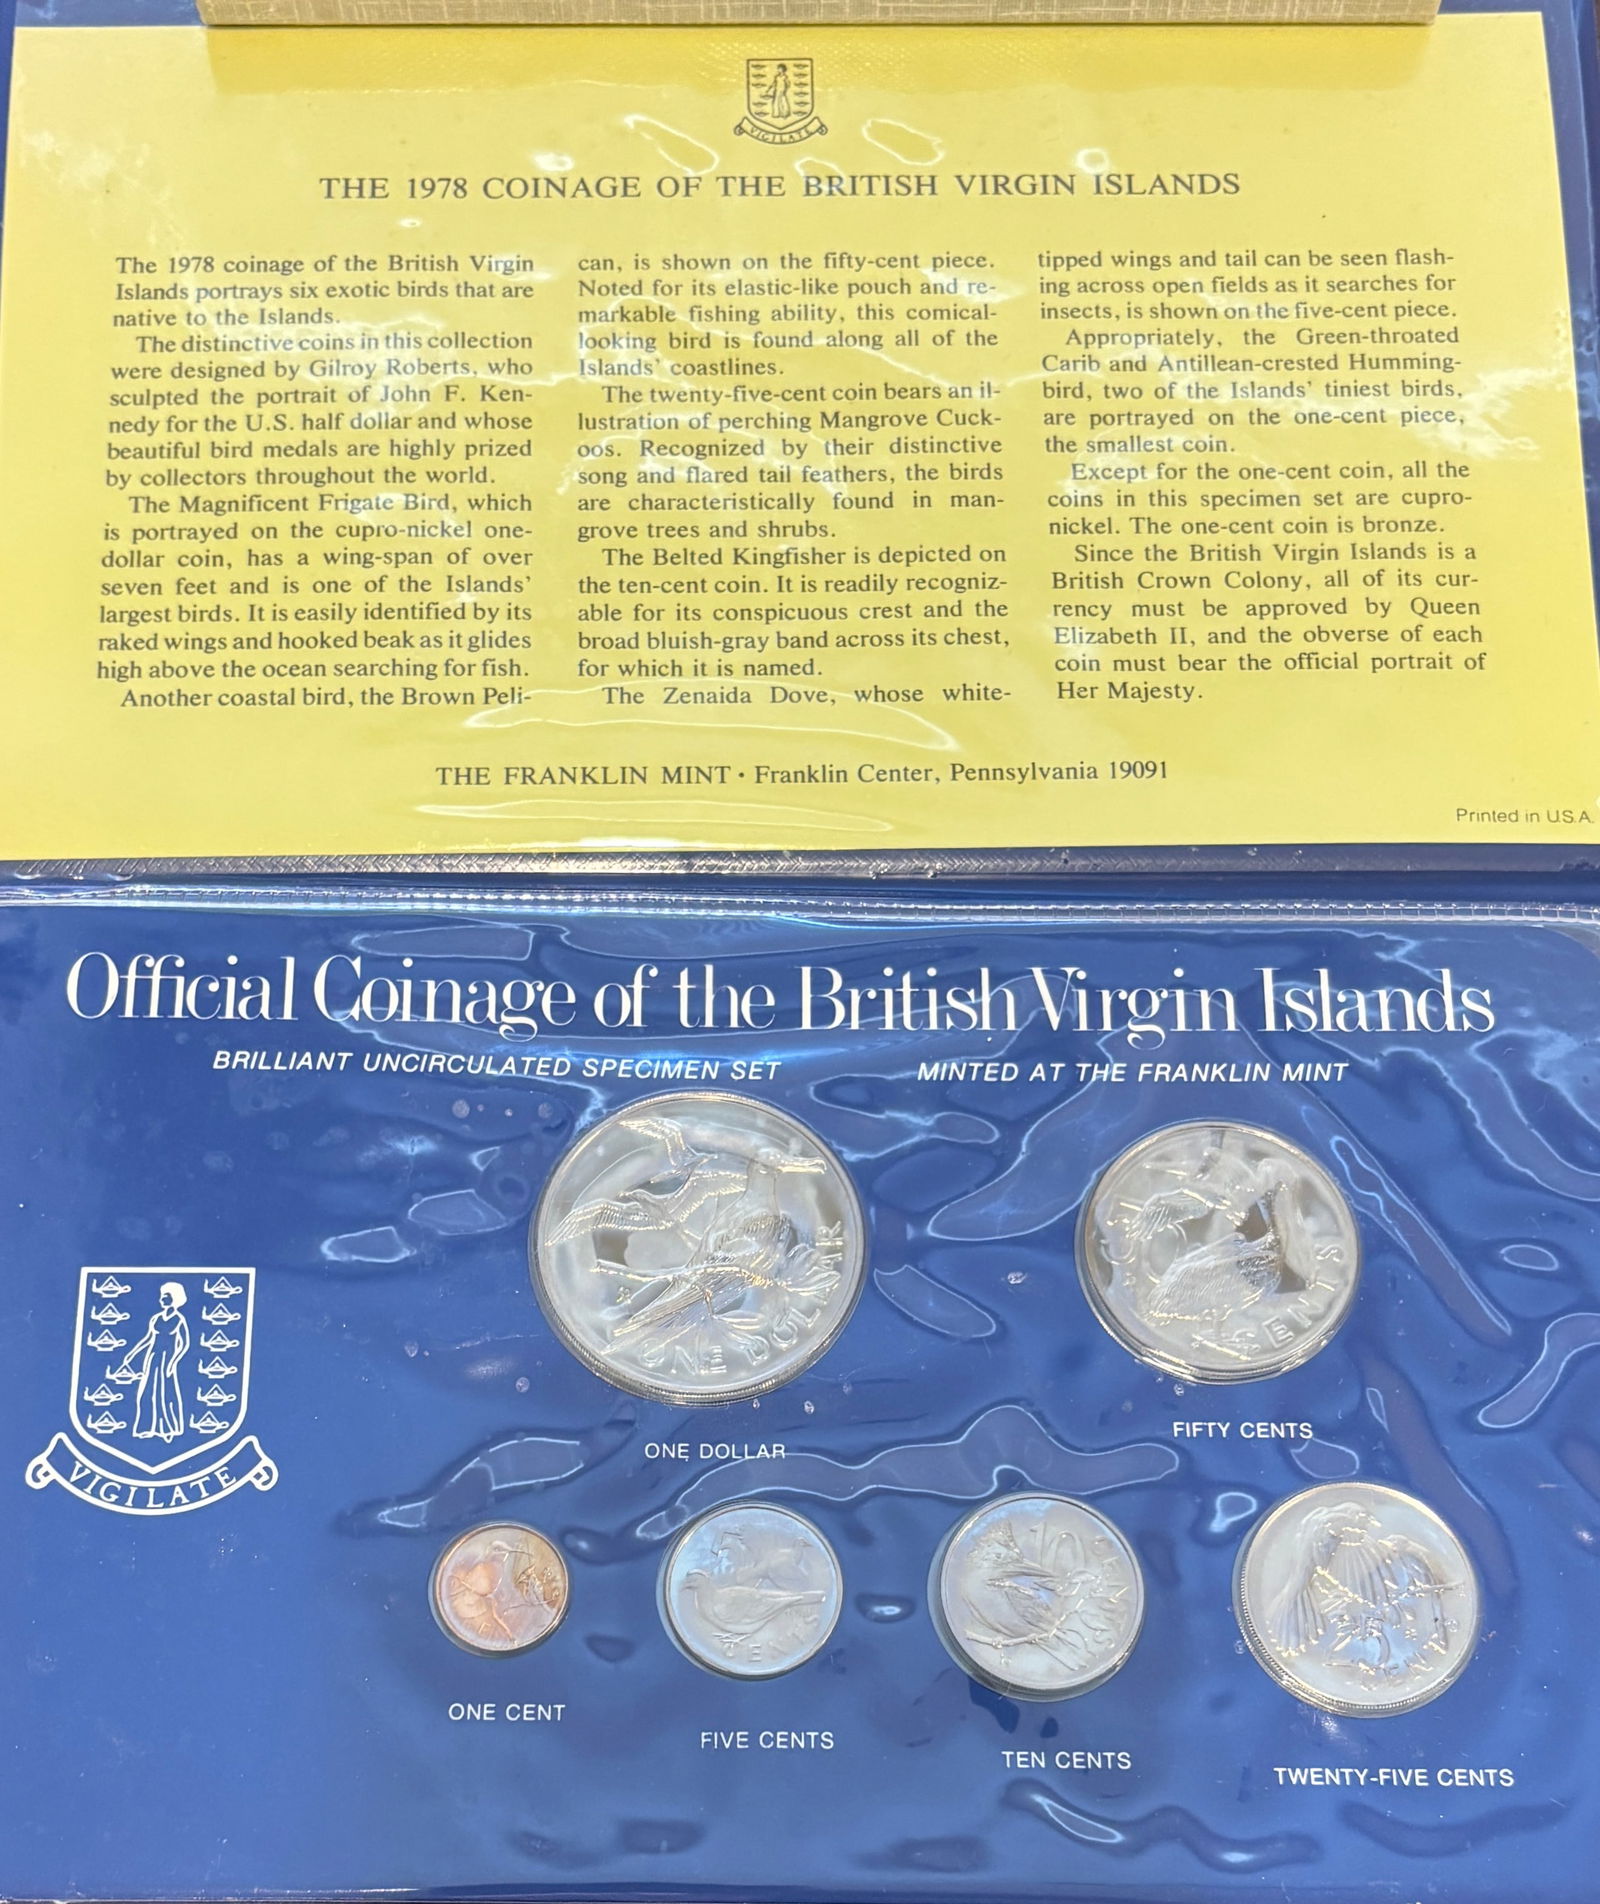 VIGILATE
THE 1978 COINAGE OF THE BRITISH VIRGIN ISLANDS
The 1978 coinage of the British Virgin
Islands portrays six exotic birds that are
native to the Islands.
The distinctive coins in this collection
were designed by Gilroy Roberts, who
sculpted the portrait of John F. Ken-
nedy for the U.S. half dollar and whose
beautiful bird medals are highly prized
by collectors throughout the world.
The Magnificent Frigate Bird, which
is portrayed on the cupro-nickel one-
dollar coin, has a wing-span of over
seven feet and is one of the Islands'
largest birds. It is easily identified by its
raked wings and hooked beak as it glides
high above the ocean searching for fish.
Another coastal bird, the Brown Peli-
can, is shown on the fifty-cent piece.
Noted for its elastic-like pouch and re-
markable fishing ability, this comical-
looking bird is found along all of the
Islands' coastlines.
The twenty-five-cent coin bears an il-
lustration of perching Mangrove Cuck-
oos. Recognized by their distinctive
song and flared tail feathers, the birds
are characteristically found in man-
grove trees and shrubs.
The Belted Kingfisher is depicted on
the ten-cent coin. It is readily recogniz-
able for its conspicuous crest and the
broad bluish-gray band across its chest,
for which it is named.
The Zenaida Dove, whose white-
tipped wings and tail can be seen flash-
ing across open fields as it searches for
insects, is shown on the five-cent piece.
Appropriately, the Green-throated
Carib and Antillean-crested Humming-
bird, two of the Islands' tiniest birds,
are portrayed on the one-cent piece,
the smallest coin.
Except for the one-cent coin, all the
coins in this specimen set are cupro-
nickel. The one-cent coin is bronze.
Since the British Virgin Islands is a
British Crown Colony, all of its cur-
rency must be approved by Queen
Elizabeth II, and the obverse of each
coin must bear the official portrait of
Her Majesty.
THE FRANKLIN MINT • Franklin Center, Pennsylvania 19091
Printed in U.S.A.
Official Coinage of the British Virgin Islands
BRILLIANT UNCIRCULATED SPECIMEN SET MINTED AT THE FRANKLIN MINT
ONE DOLLAR
CENTS
VIGILATE
ONE DOLLAR
FIFTY CENTS
5
CENTS
10 CENTS
25
CENTS
ONE CENT
FIVE CENTS
TEN CENTS
TWENTY-FIVE CENTS